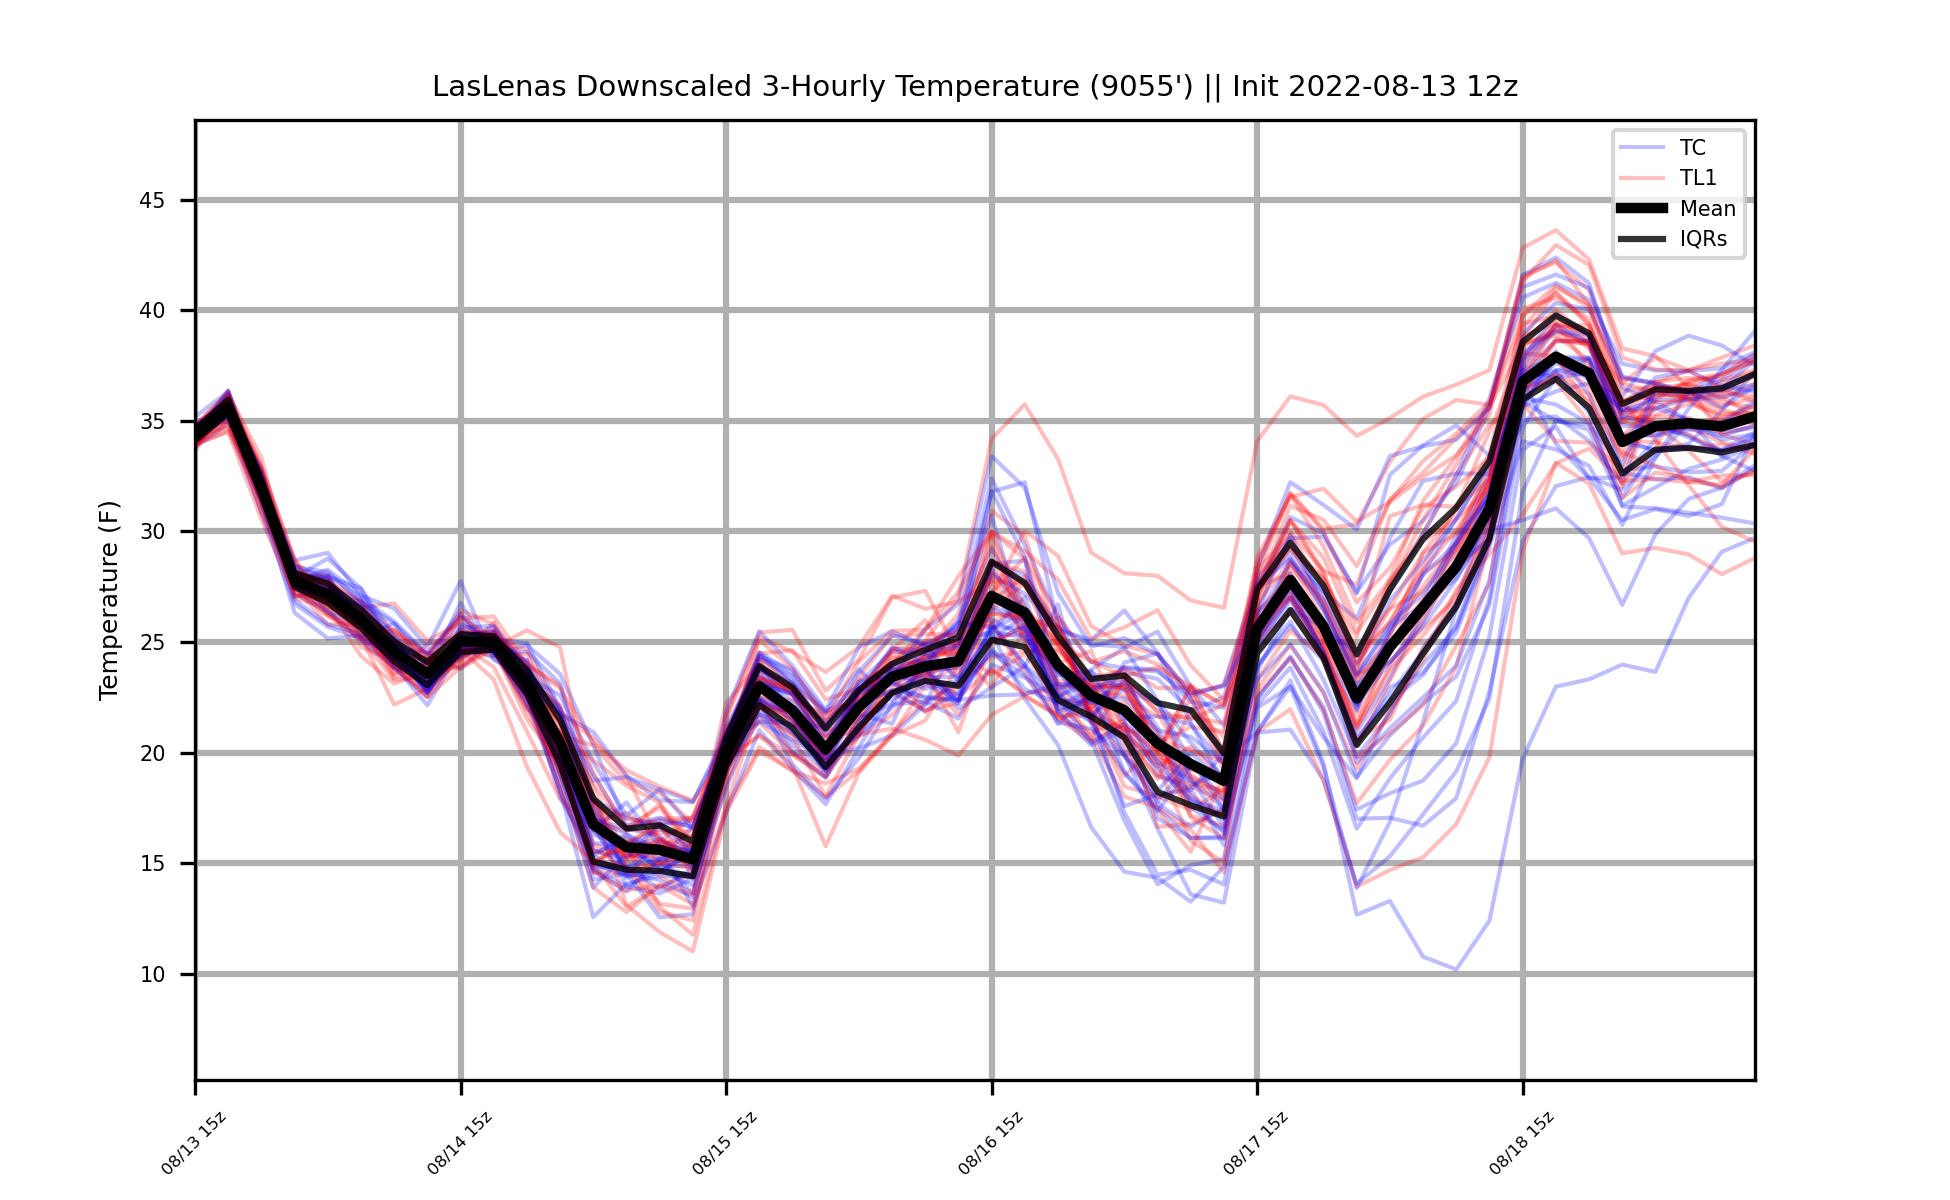 LasLenas Downscaled 3-Hourly Temperature (9055') || Init 2022-08-13 12z
TC
TL1
Mean
IQRs
Temperature (F)
45
40
35
30
25
20
15
10
08/13 15z
08/14 15z
08/15 15z
08/16 15z
08/17 15z
08/18 15z